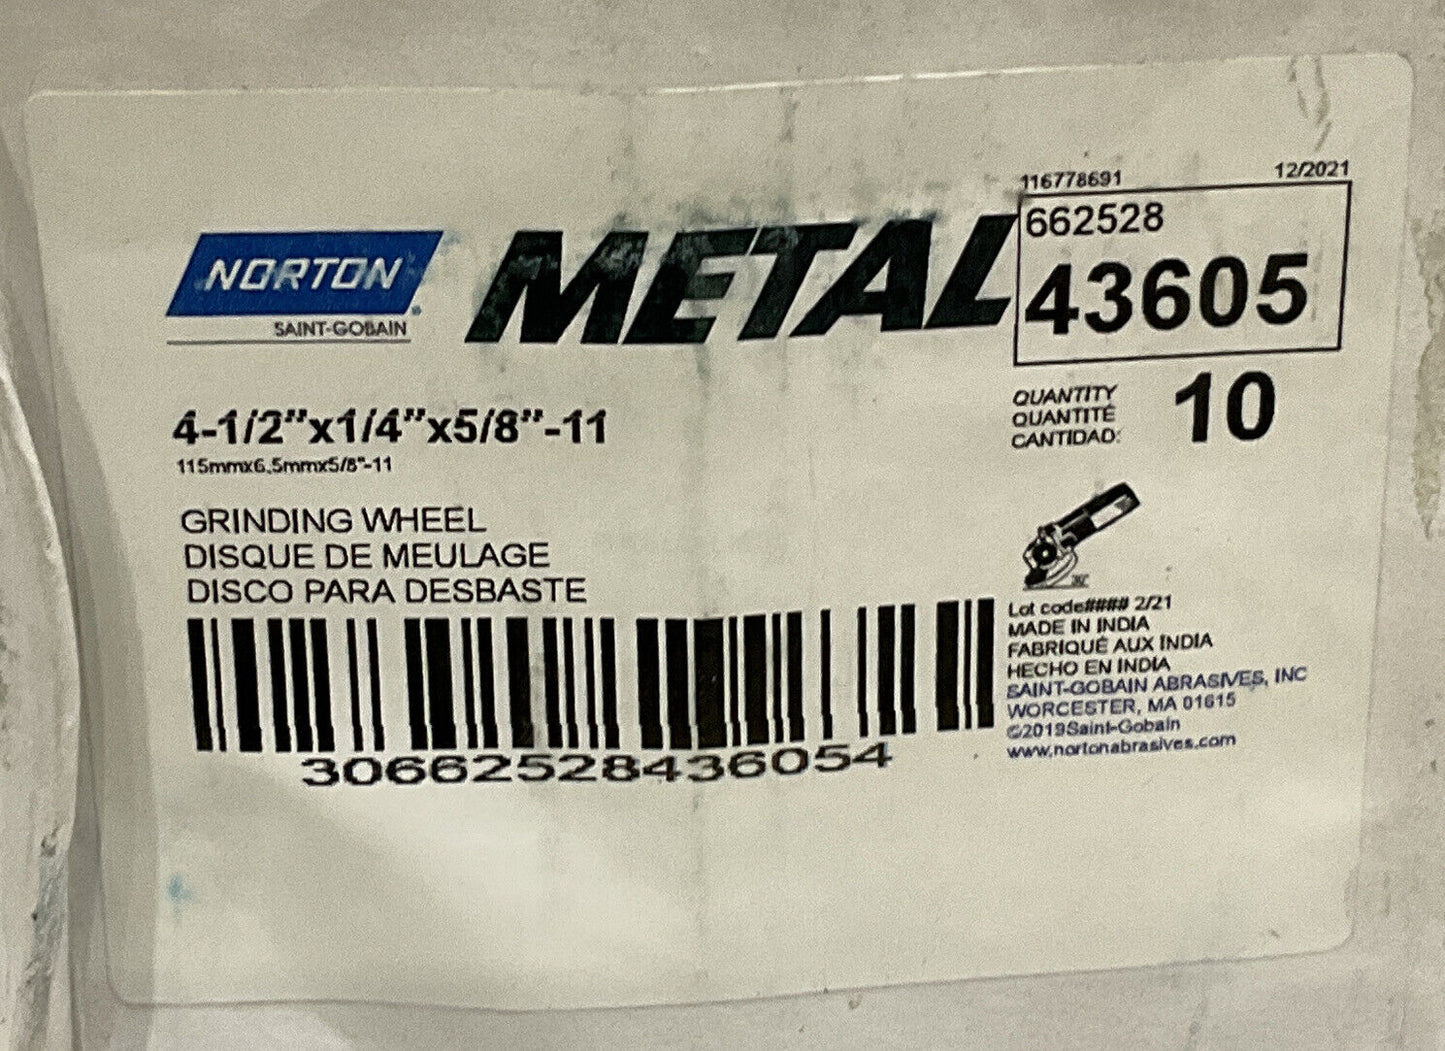 116778691 12/2021
NORTON®
SAINT-GOBAIN
METAL
662528
43605
QUANTITY
QUANTITÉ
CANTIDAD:
10
4-1/2"x1/4"x5/8"-11
115mmx6,5mmx5/8"-11
GRINDING WHEEL
DISQUE DE MEULAGE
DISCO PARA DESBASTE
30662528436054
Lot code#### 2/21
MADE IN INDIA
FABRIQUÉ AUX INDIA
HECHO EN INDIA
SAINT-GOBAIN ABRASIVES, INC
WORCESTER, MA 01615
©2019Saint-Gobain
www.nortonabrasives.com